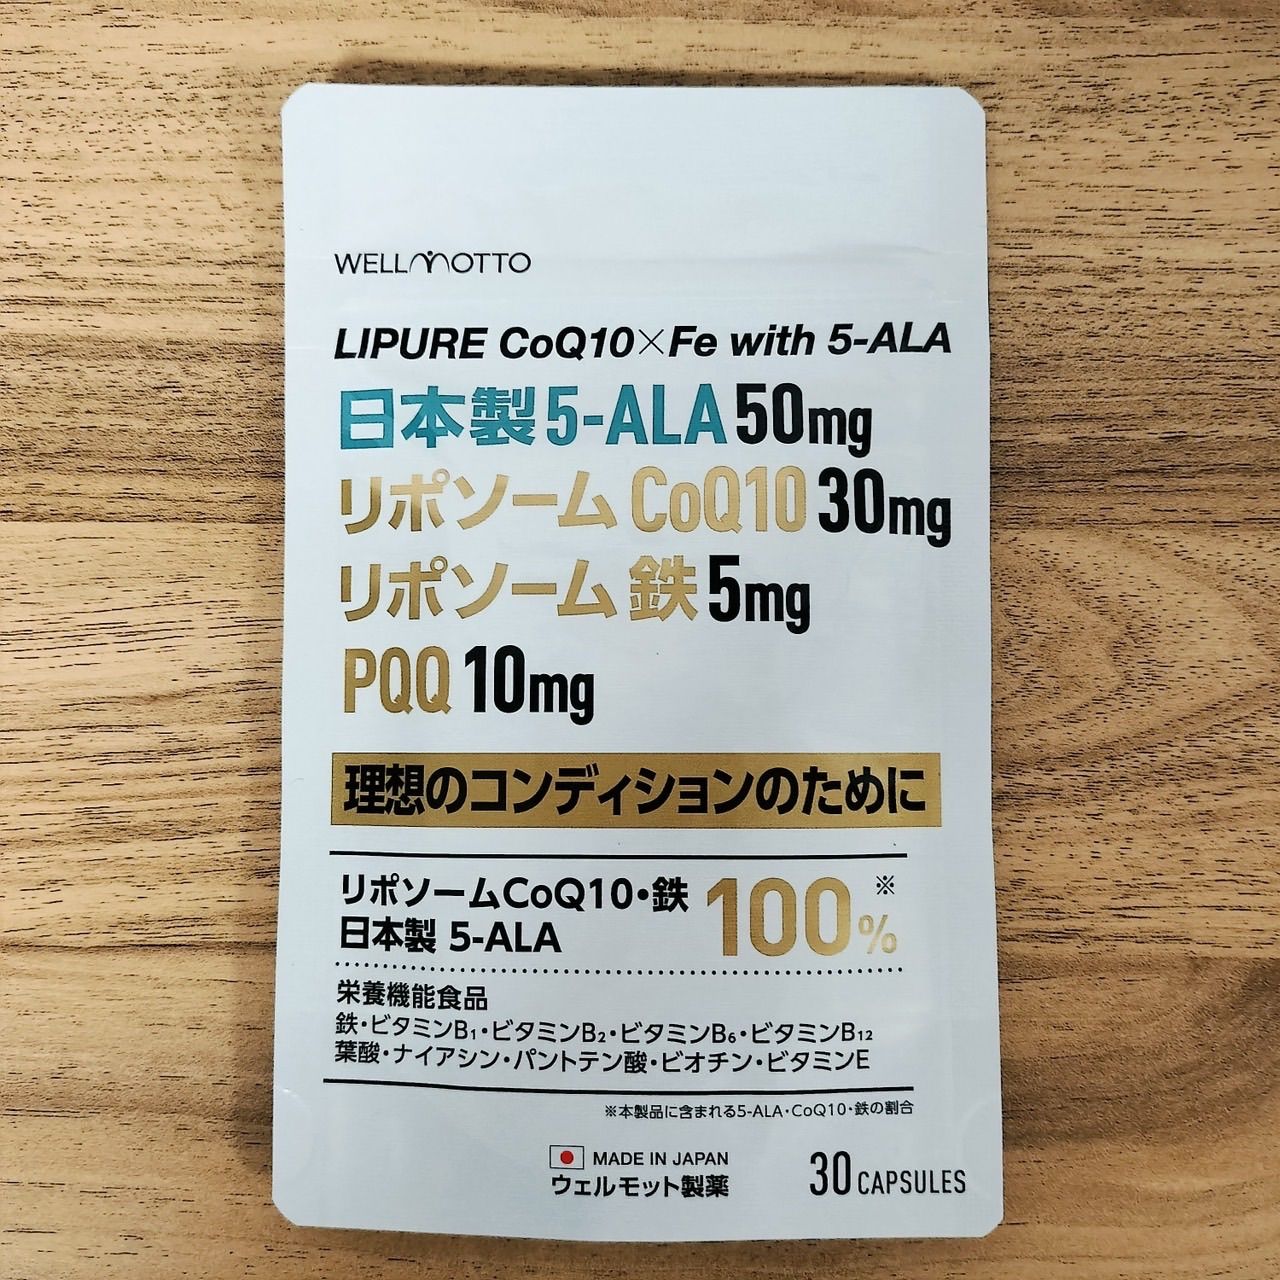 WELLMOTTO
LIPURE CoQ10×Fe with 5-ALA
日本製5-ALA 50mg
リポソーム CoQ10 30mg
リポソーム 鉄 5mg
PQQ 10mg
理想のコンディションのために
リポソームCoQ10・鉄
日本製 5-ALA
100%※
栄養機能食品
鉄・ビタミンB₁・ビタミンB₂・ビタミンB₆・ビタミンB₁₂
葉酸・ナイアシン・パントテン酸・ビオチン・ビタミンE
※本製品に含まれる5-ALA・CoQ10・鉄の割合
MADE IN JAPAN
ウェルモット製薬
30 CAPSULES